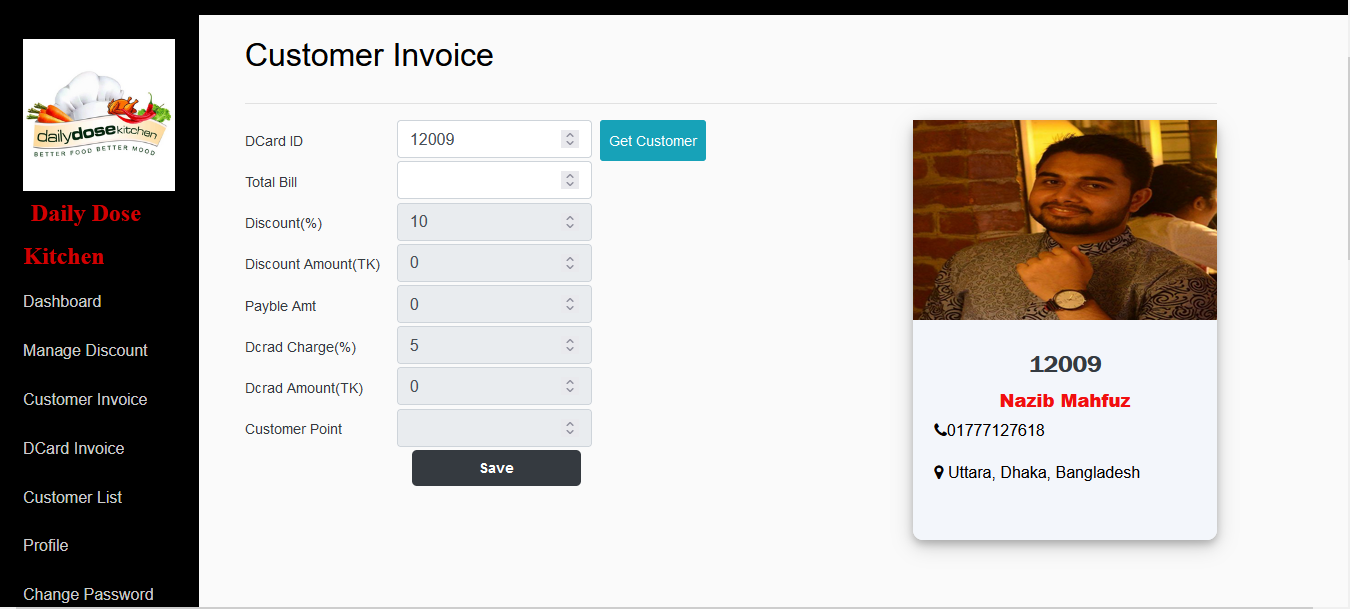 dailydosekitchen
BETTER FOOD BETTER MOOD
Daily Dose
Kitchen
Dashboard
Manage Discount
Customer Invoice
DCard Invoice
Customer List
Profile
Change Password
Customer Invoice
DCard ID 12009 Get Customer
Total Bill
Discount(%) 10
Discount Amount(TK) 0
Payble Amt 0
Dcrad Charge(%) 5
Dcrad Amount(TK) 0
Customer Point
Save
12009
Nazib Mahfuz
01777127618
Uttara, Dhaka, Bangladesh